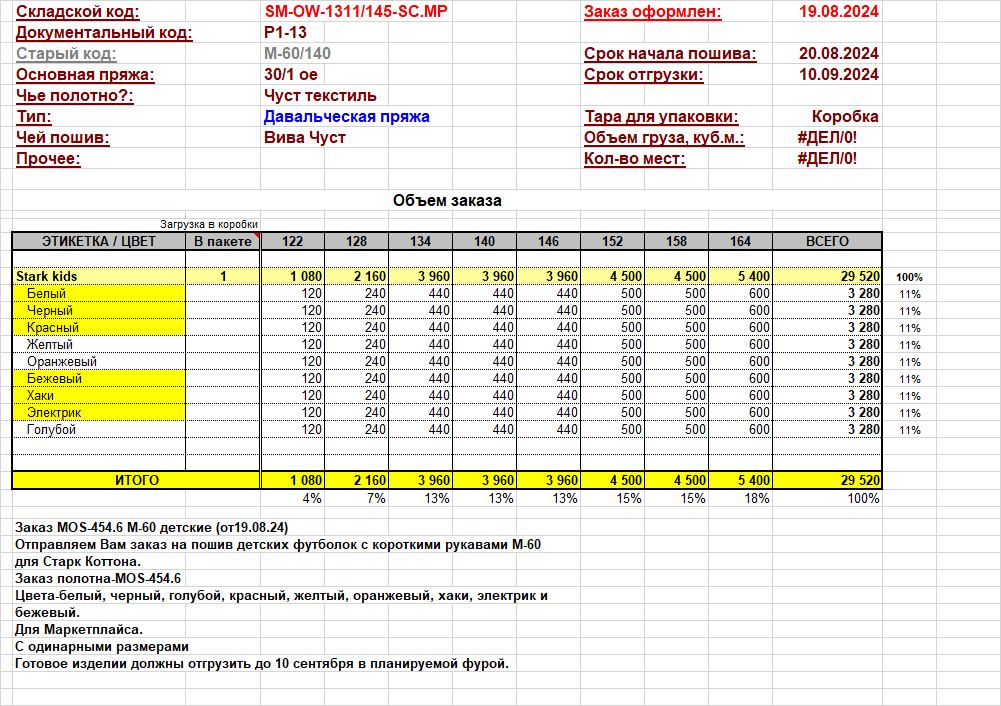 Складской код: SM-OW-1311/145-SC.MP Заказ оформлен: 19.08.2024
Документальный код: P1-13
Старый код: М-60/140 Срок начала пошива: 20.08.2024
Основная пряжа: 30/1 ое Срок отгрузки: 10.09.2024
Чье полотно?: Чуст текстиль
Тип: Давальческая пряжа Тара для упаковки: Коробка
Чей пошив: Вива Чуст Объем груза, куб.м.: #ДЕЛ/0!
Прочее: Кол-во мест: #ДЕЛ/0!
Объем заказа
Загрузка в коробки
ЭТИКЕТКА / ЦВЕТ В пакете 122 128 134 140 146 152 158 164 ВСЕГО
Stark kids 1 1 080 2 160 3 960 3 960 3 960 4 500 4 500 5 400 29 520 100%
Белый 120 240 440 440 440 500 500 600 3 280 11%
Черный 120 240 440 440 440 500 500 600 3 280 11%
Красный 120 240 440 440 440 500 500 600 3 280 11%
Желтый 120 240 440 440 440 500 500 600 3 280 11%
Оранжевый 120 240 440 440 440 500 500 600 3 280 11%
Бежевый 120 240 440 440 440 500 500 600 3 280 11%
Хаки 120 240 440 440 440 500 500 600 3 280 11%
Электрик 120 240 440 440 440 500 500 600 3 280 11%
Голубой 120 240 440 440 440 500 500 600 3 280 11%
ИТОГО 1 080 2 160 3 960 3 960 3 960 4 500 4 500 5 400 29 520
4% 7% 13% 13% 13% 15% 15% 18% 100%
Заказ MOS-454.6 М-60 детские (от19.08.24)
Отправляем Вам заказ на пошив детских футболок с короткими рукавами М-60
для Старк Коттона.
Заказ полотна-MOS-454.6
Цвета-белый, черный, голубой, красный, желтый, оранжевый, хаки, электрик и
бежевый.
Для Маркетплайса.
С одинарными размерами
Готовое изделии должны отгрузить до 10 сентября в планируемой фурой.